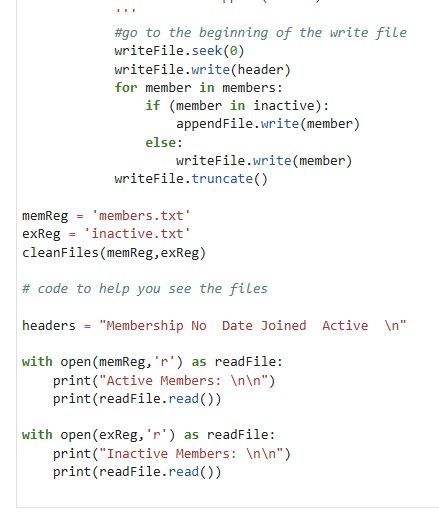 '''
#go to the beginning of the write file
writeFile.seek(0)
writeFile.write(header)
for member in members:
if (member in inactive):
appendFile.write(member)
else:
writeFile.write(member)
writeFile.truncate()
memReg = 'members.txt'
exReg = 'inactive.txt'
cleanFiles(memReg,exReg)
# code to help you see the files
headers = "Membership No  Date Joined  Active  \n"
with open(memReg,'r') as readFile:
print("Active Members: \n\n")
print(readFile.read())
with open(exReg,'r') as readFile:
print("Inactive Members: \n\n")
print(readFile.read())